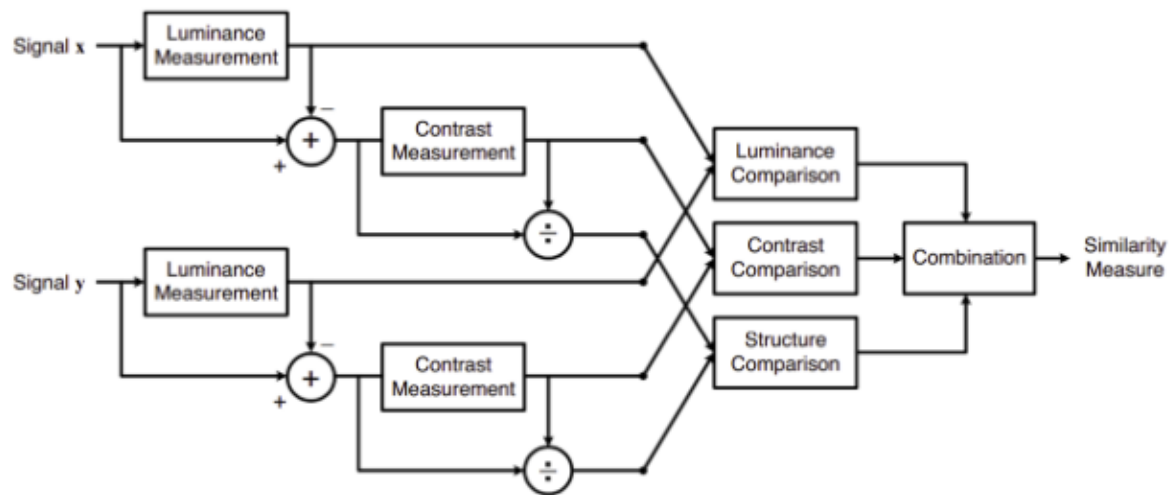 Signal x
Luminance
Measurement
−
+
+
Contrast
Measurement
÷
Luminance
Comparison
Signal y
Luminance
Measurement
Contrast
Comparison
Combination
Similarity
Measure
−
+
+
Contrast
Measurement
÷
Structure
Comparison